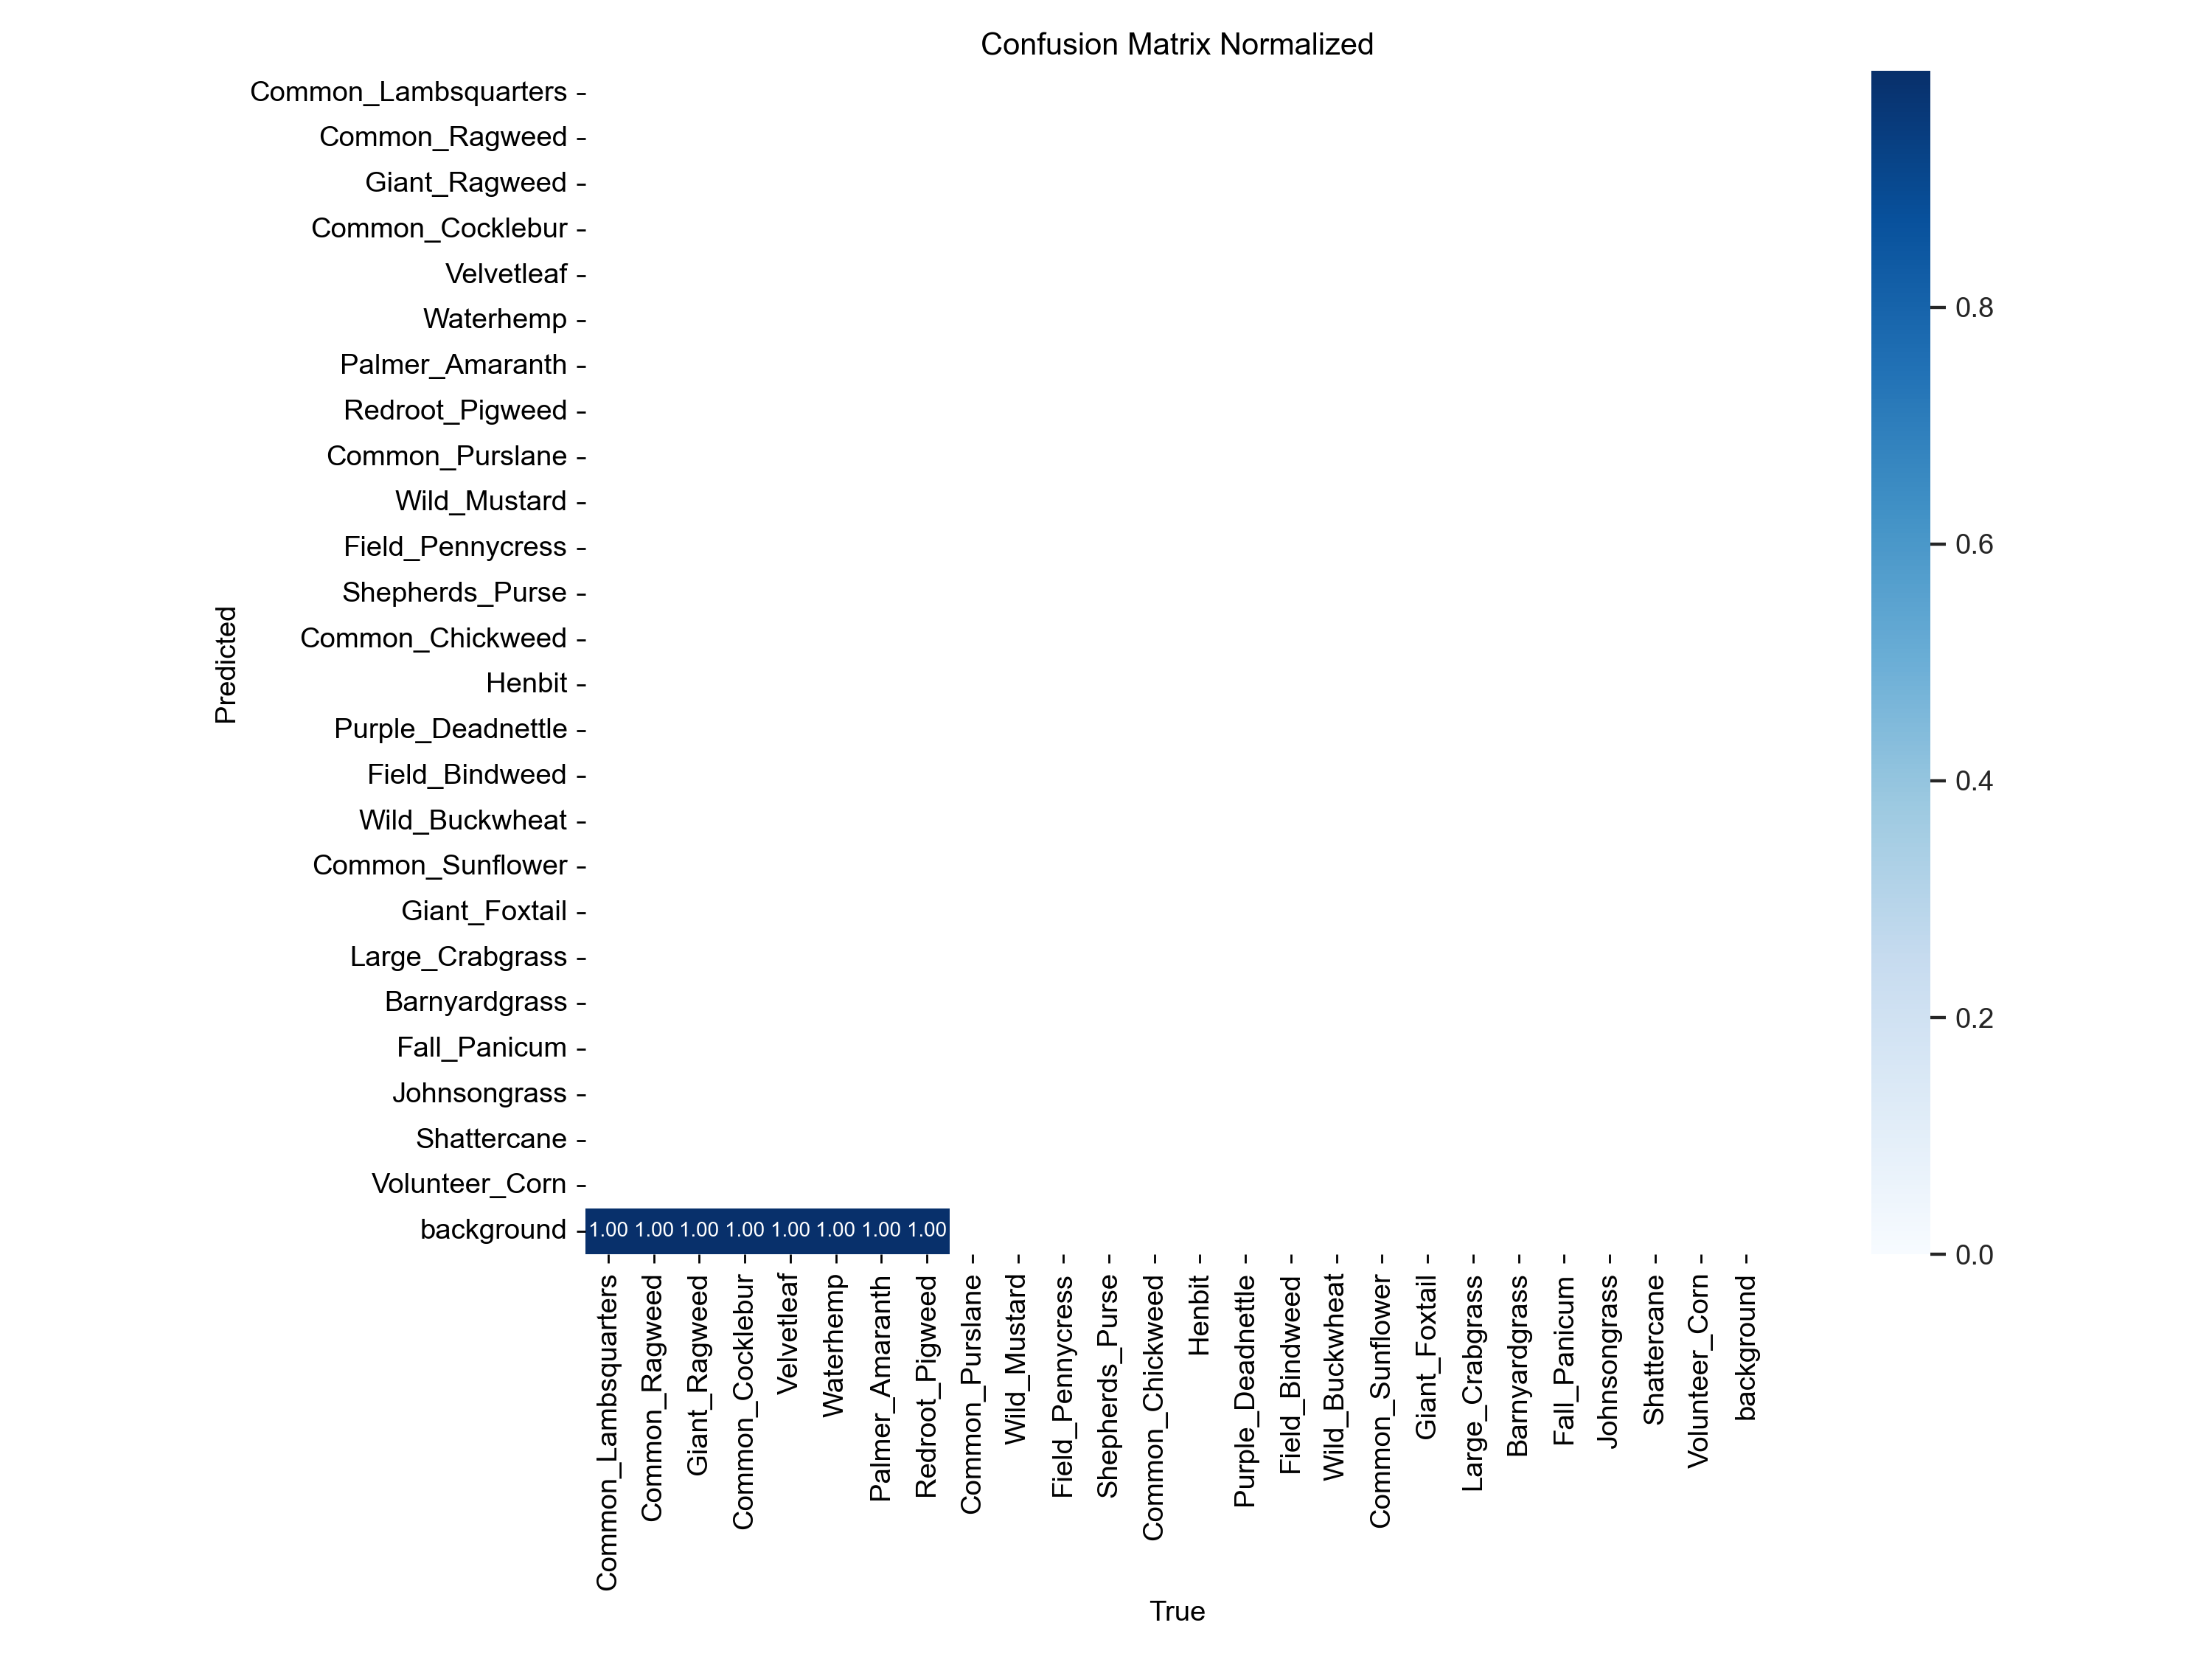 Confusion Matrix Normalized
Common_Lambsquarters
Common_Ragweed
Giant_Ragweed
Common_Cocklebur
Velvetleaf
Waterhemp
Palmer_Amaranth
Redroot_Pigweed
Common_Purslane
Wild_Mustard
Field_Pennycress
Shepherds_Purse
Common_Chickweed
Henbit
Purple_Deadnettle
Field_Bindweed
Wild_Buckwheat
Common_Sunflower
Giant_Foxtail
Large_Crabgrass
Barnyardgrass
Fall_Panicum
Johnsongrass
Shattercane
Volunteer_Corn
background
Predicted
1.00 1.00 1.00 1.00 1.00 1.00 1.00 1.00
Common_Lambsquarters
Common_Ragweed
Giant_Ragweed
Common_Cocklebur
Velvetleaf
Waterhemp
Palmer_Amaranth
Redroot_Pigweed
Common_Purslane
Wild_Mustard
Field_Pennycress
Shepherds_Purse
Common_Chickweed
Henbit
Purple_Deadnettle
Field_Bindweed
Wild_Buckwheat
Common_Sunflower
Giant_Foxtail
Large_Crabgrass
Barnyardgrass
Fall_Panicum
Johnsongrass
Shattercane
Volunteer_Corn
background
True
0.8
0.6
0.4
0.2
0.0